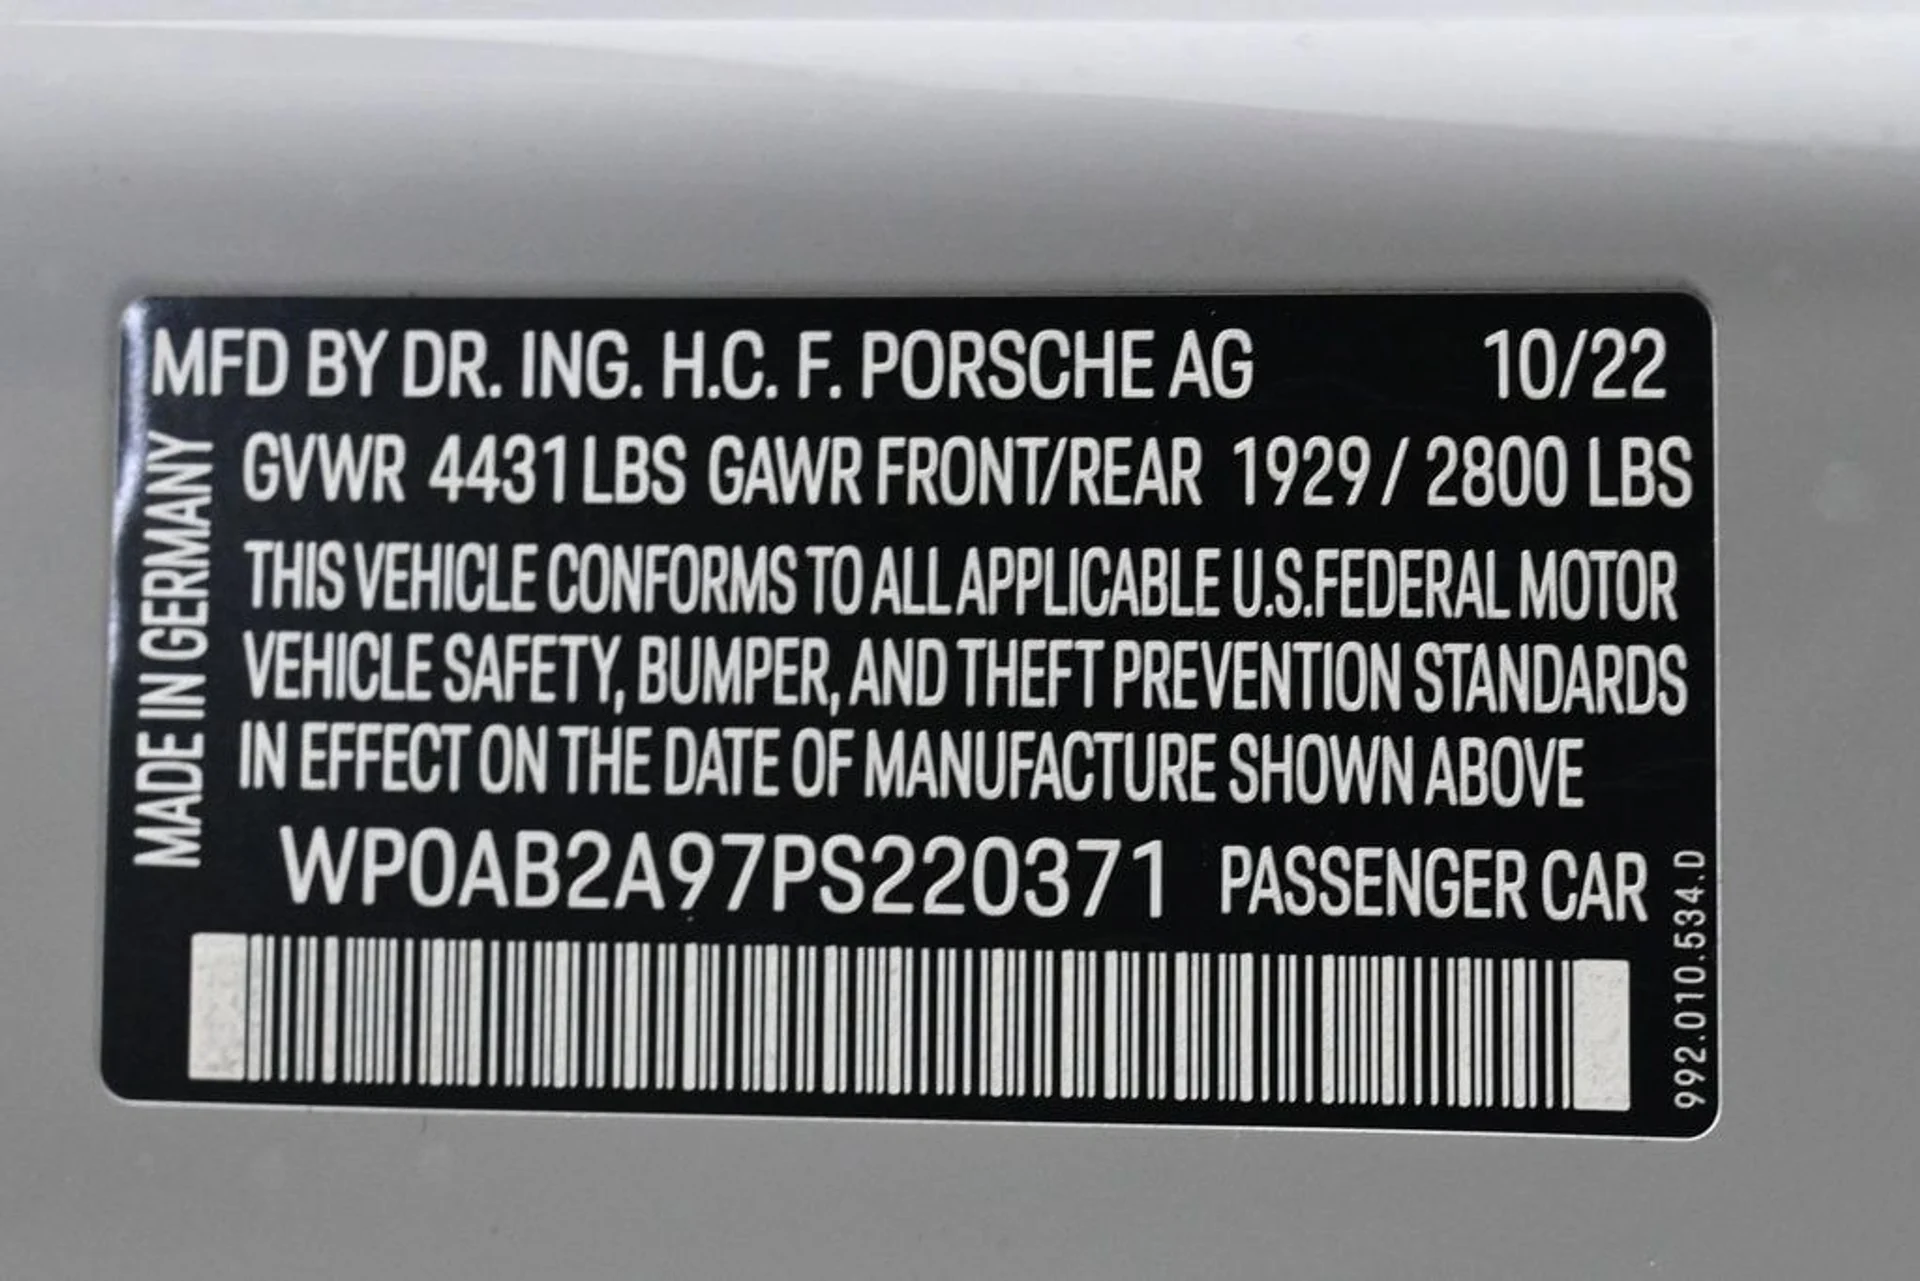 MFD BY DR. ING. H.C. F. PORSCHE AG 10/22
GVWR 4431 LBS GAWR FRONT/REAR 1929 / 2800 LBS
THIS VEHICLE CONFORMS TO ALL APPLICABLE U.S.FEDERAL MOTOR
VEHICLE SAFETY, BUMPER, AND THEFT PREVENTION STANDARDS
IN EFFECT ON THE DATE OF MANUFACTURE SHOWN ABOVE
WP0AB2A97PS220371 PASSENGER CAR
MADE IN GERMANY
992.010.534.D